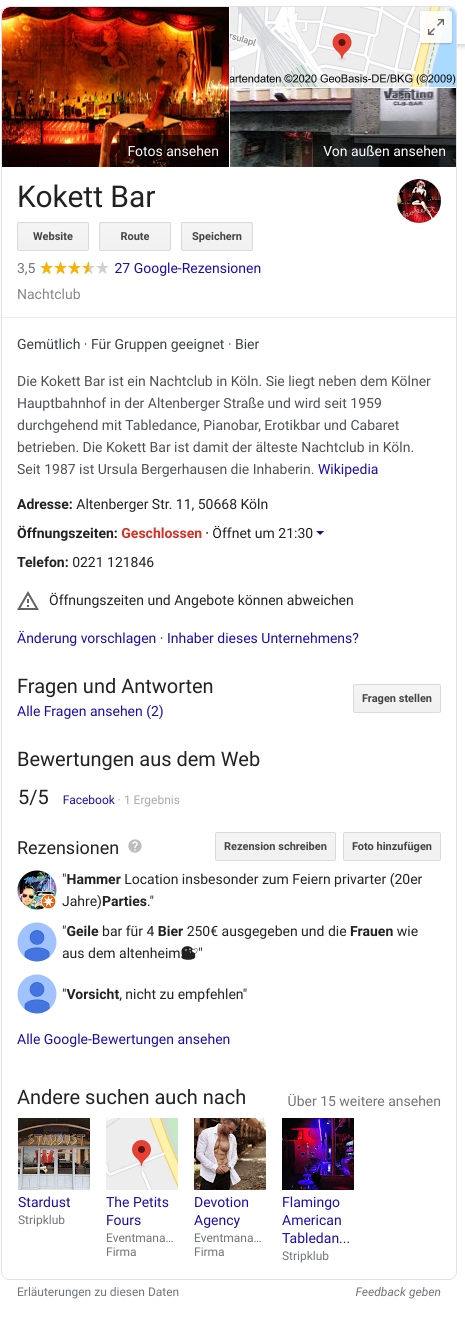 ursulapl
artendaten ©2020 GeoBasis-DE/BKG (©2009)
Valentino
CLUB-BAR
Fotos ansehen
Von außen ansehen
Kokett Bar
Website
Route
Speichern
3,5
27 Google-Rezensionen
Nachtclub
Gemütlich · Für Gruppen geeignet · Bier
Die Kokett Bar ist ein Nachtclub in Köln. Sie liegt neben dem Kölner
Hauptbahnhof in der Altenberger Straße und wird seit 1959
durchgehend mit Tabledance, Pianobar, Erotikbar und Cabaret
betrieben. Die Kokett Bar ist damit der älteste Nachtclub in Köln.
Seit 1987 ist Ursula Bergerhausen die Inhaberin. Wikipedia
Adresse: Altenberger Str. 11, 50668 Köln
Öffnungszeiten: Geschlossen · Öffnet um 21:30
Telefon: 0221 121846
Öffnungszeiten und Angebote können abweichen
Änderung vorschlagen · Inhaber dieses Unternehmens?
Fragen und Antworten
Fragen stellen
Alle Fragen ansehen (2)
Bewertungen aus dem Web
5/5 Facebook · 1 Ergebnis
Rezensionen
Rezension schreiben
Foto hinzufügen
"Hammer Location insbesonder zum Feiern privarter (20er
Jahre)Parties."
"Geile bar für 4 Bier 250€ ausgegeben und die Frauen wie
aus dem altenheim"
"Vorsicht, nicht zu empfehlen"
Alle Google-Bewertungen ansehen
Andere suchen auch nach
Über 15 weitere ansehen
STARDUST
Stardust
Stripklub
The Petits
Fours
Eventmana...
Firma
Devotion
Agency
Eventmana...
Firma
Flamingo
American
Tabledan...
Stripklub
Erläuterungen zu diesen Daten
Feedback geben